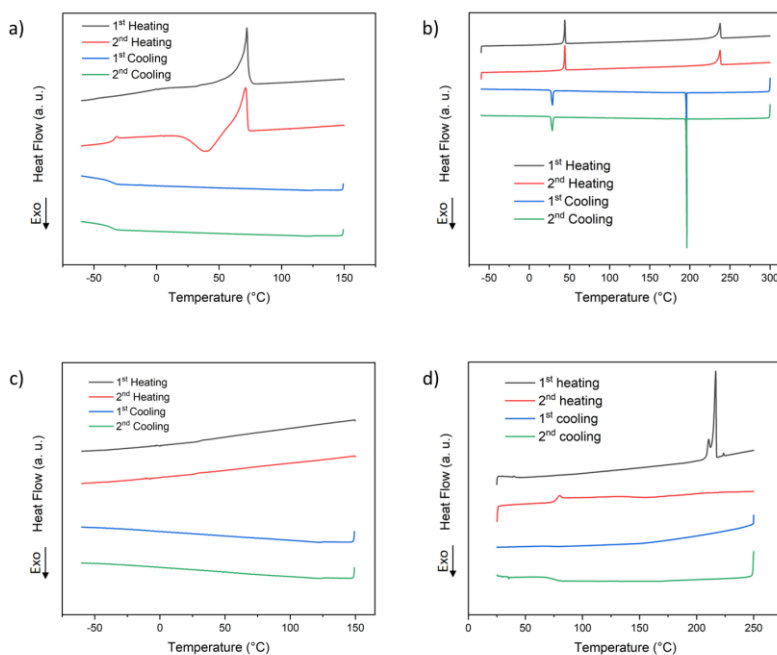 a)
1st Heating
2nd Heating
1st Cooling
2nd Cooling
Heat Flow (a. u.)
Exo
-50 0 50 100 150
Temperature (°C)
b)
1st Heating
2nd Heating
1st Cooling
2nd Cooling
Heat Flow (a. u.)
Exo
-50 0 50 100 150 200 250 300
Temperature (°C)
c)
1st Heating
2nd Heating
1st Cooling
2nd Cooling
Heat Flow (a. u.)
Exo
-50 0 50 100 150
Temperature (°C)
d)
1st heating
2nd heating
1st cooling
2nd cooling
Heat Flow (a. u.)
Exo
0 50 100 150 200 250
Temperature (°C)